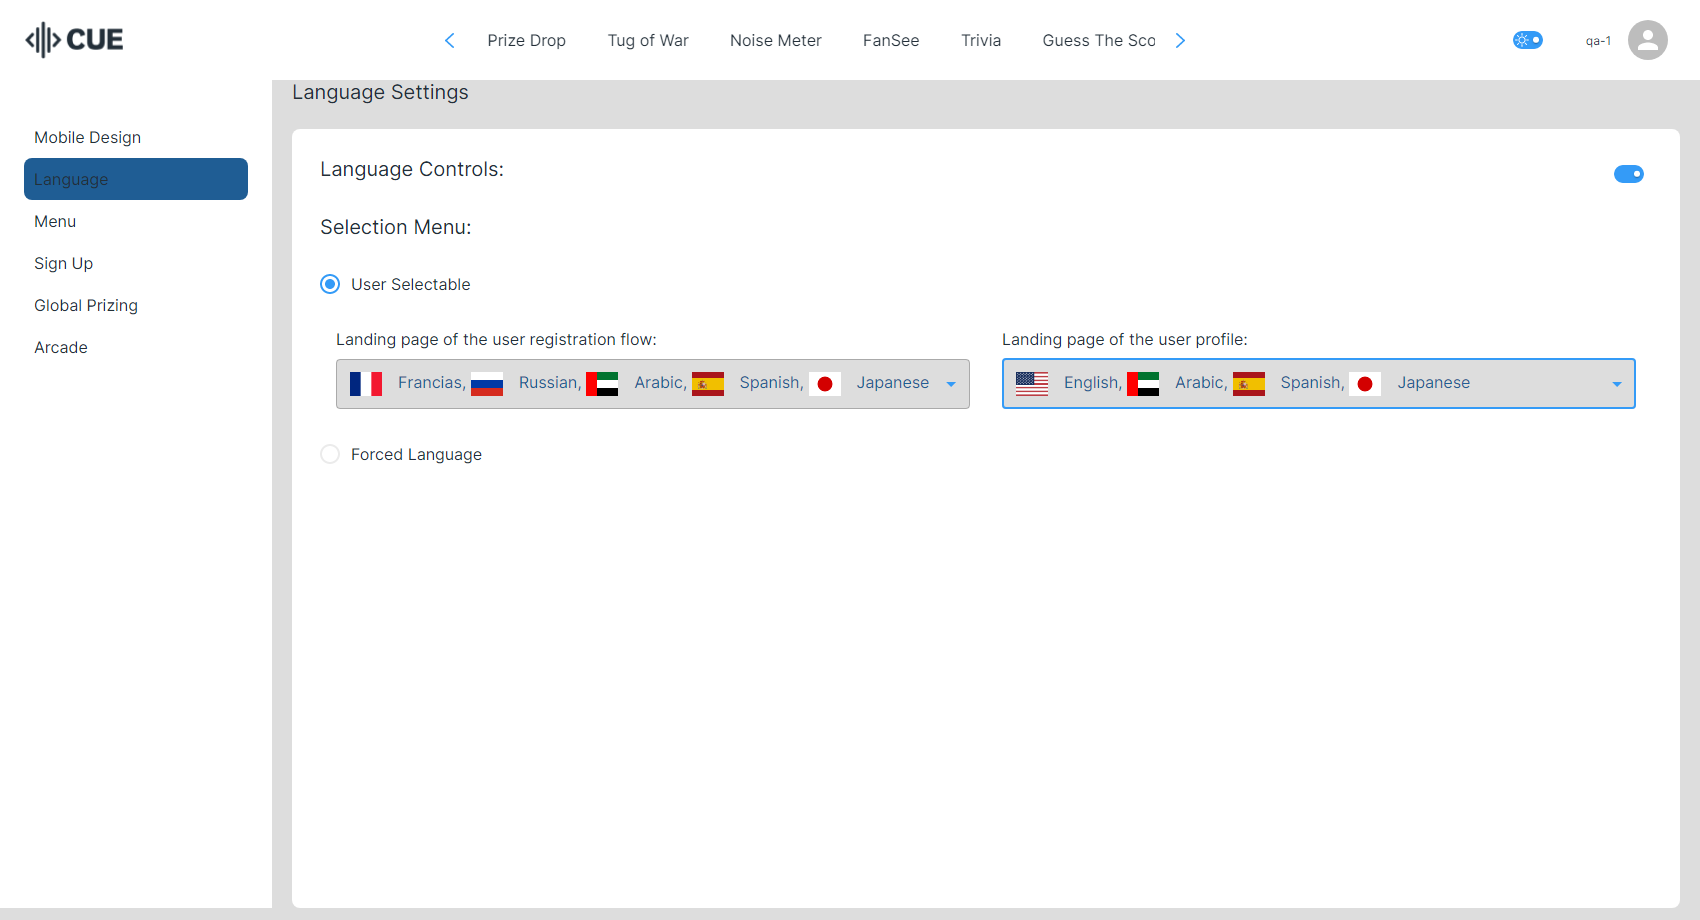 CUE
Prize Drop Tug of War Noise Meter FanSee Trivia Guess The Sco
qa-1
Mobile Design
Language
Menu
Sign Up
Global Prizing
Arcade
Language Settings
Language Controls:
Selection Menu:
User Selectable
Landing page of the user registration flow:
Francias, Russian, Arabic, Spanish, Japanese
Landing page of the user profile:
English, Arabic, Spanish, Japanese
Forced Language